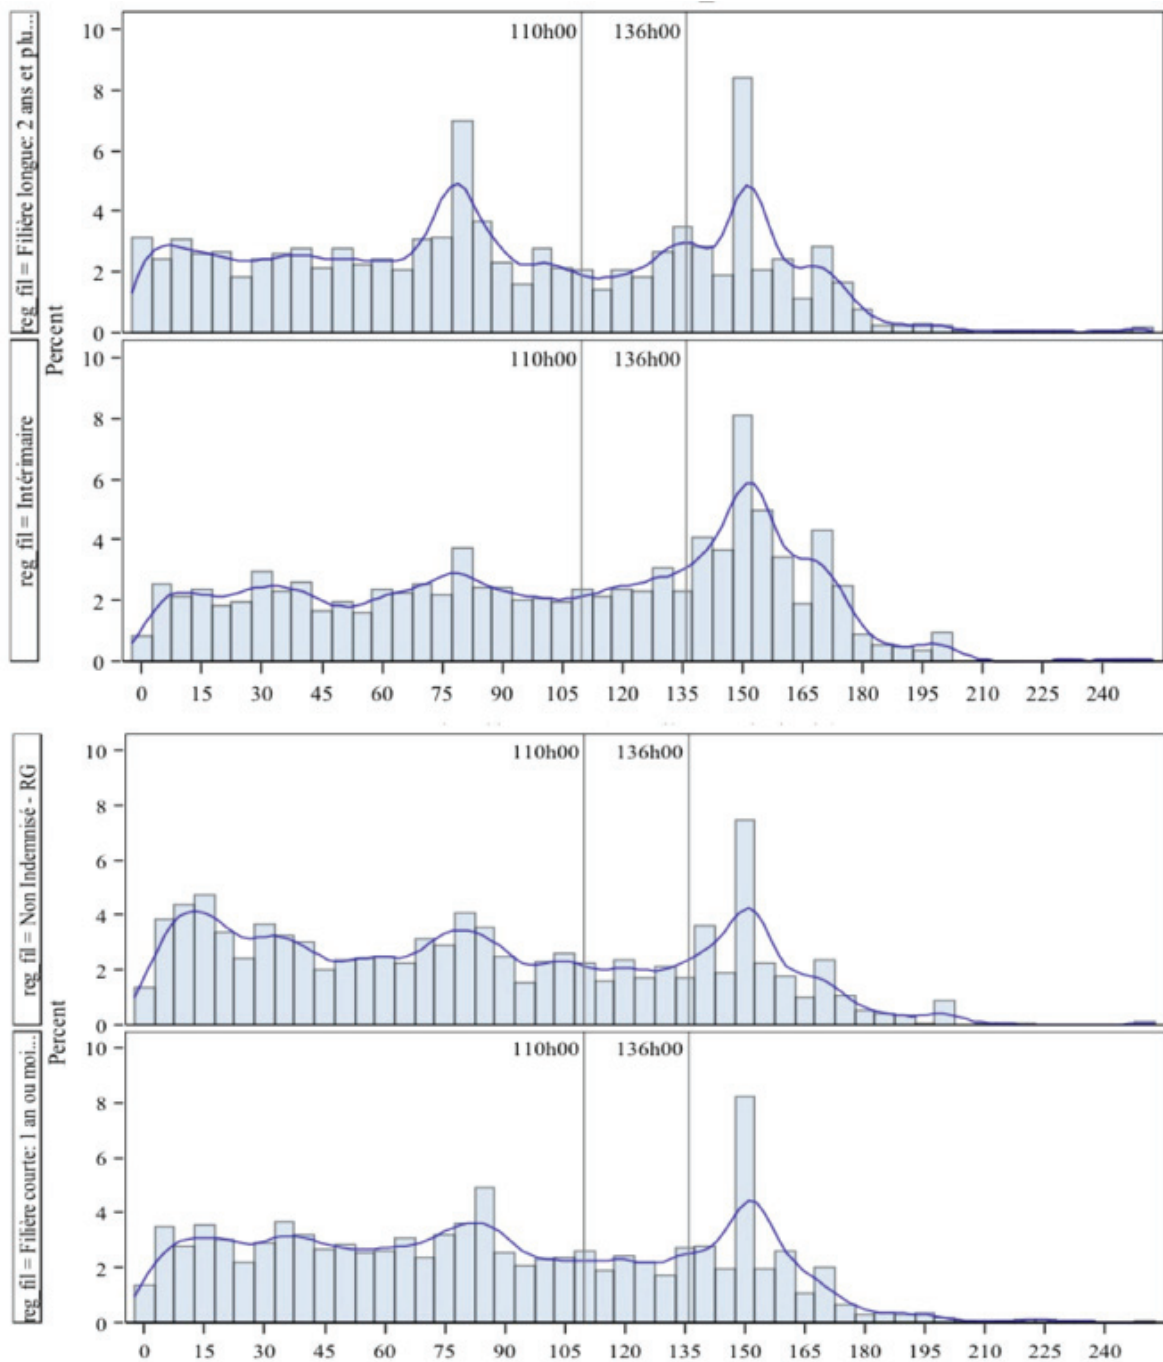 reg_fil = Filière longue: 2 ans et plu...
Percent
10
8
6
4
2
0
110h00 136h00
reg_fil = Intérimaire
10
8
6
4
2
0
110h00 136h00
0 15 30 45 60 75 90 105 120 135 150 165 180 195 210 225 240
reg_fil = Non Indemnisé - RG
Percent
10
8
6
4
2
0
110h00 136h00
reg_fil = Filière courte: 1 an ou moi...
10
8
6
4
2
0
110h00 136h00
0 15 30 45 60 75 90 105 120 135 150 165 180 195 210 225 240